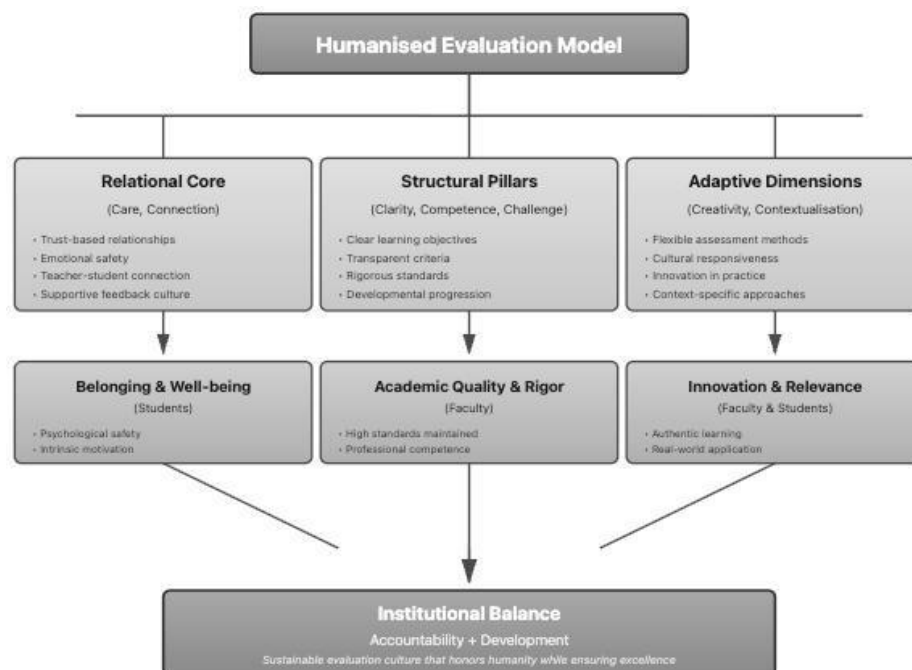 Humanised Evaluation Model
Relational Core
(Care, Connection)
• Trust-based relationships
• Emotional safety
• Teacher-student connection
• Supportive feedback culture
Structural Pillars
(Clarity, Competence, Challenge)
• Clear learning objectives
• Transparent criteria
• Rigorous standards
• Developmental progression
Adaptive Dimensions
(Creativity, Contextualisation)
• Flexible assessment methods
• Cultural responsiveness
• Innovation in practice
• Context-specific approaches
Belonging & Well-being
(Students)
• Psychological safety
• Intrinsic motivation
Academic Quality & Rigor
(Faculty)
• High standards maintained
• Professional competence
Innovation & Relevance
(Faculty & Students)
• Authentic learning
• Real-world application
Institutional Balance
Accountability + Development
Sustainable evaluation culture that honors humanity while ensuring excellence